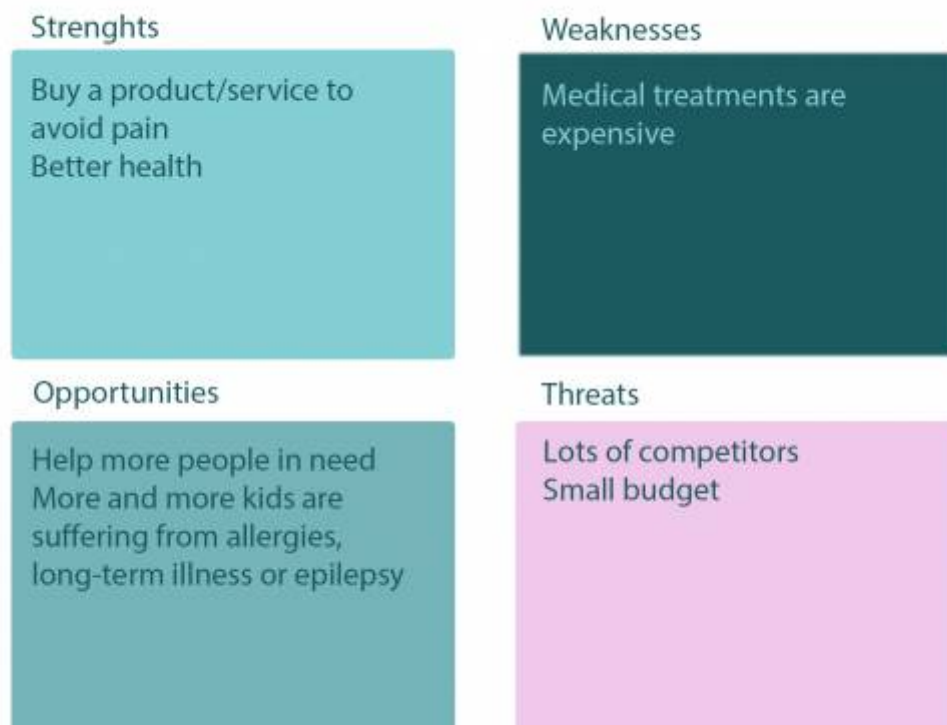 Strenghts
Buy a product/service to
avoid pain
Better health
Weaknesses
Medical treatments are
expensive
Opportunities
Help more people in need
More and more kids are
suffering from allergies,
long-term illness or epilepsy
Threats
Lots of competitors
Small budget